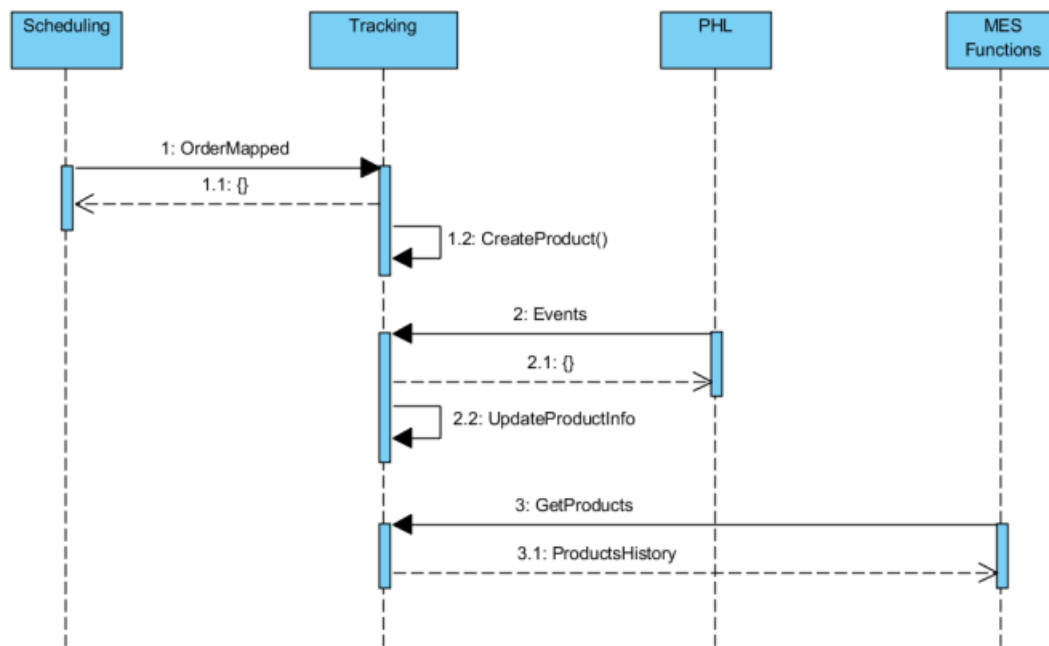 Scheduling
Tracking
PHL
MES
Functions
1: OrderMapped
1.1: {}
1.2: CreateProduct()
2: Events
2.1: {}
2.2: UpdateProductInfo
3: GetProducts
3.1: ProductsHistory